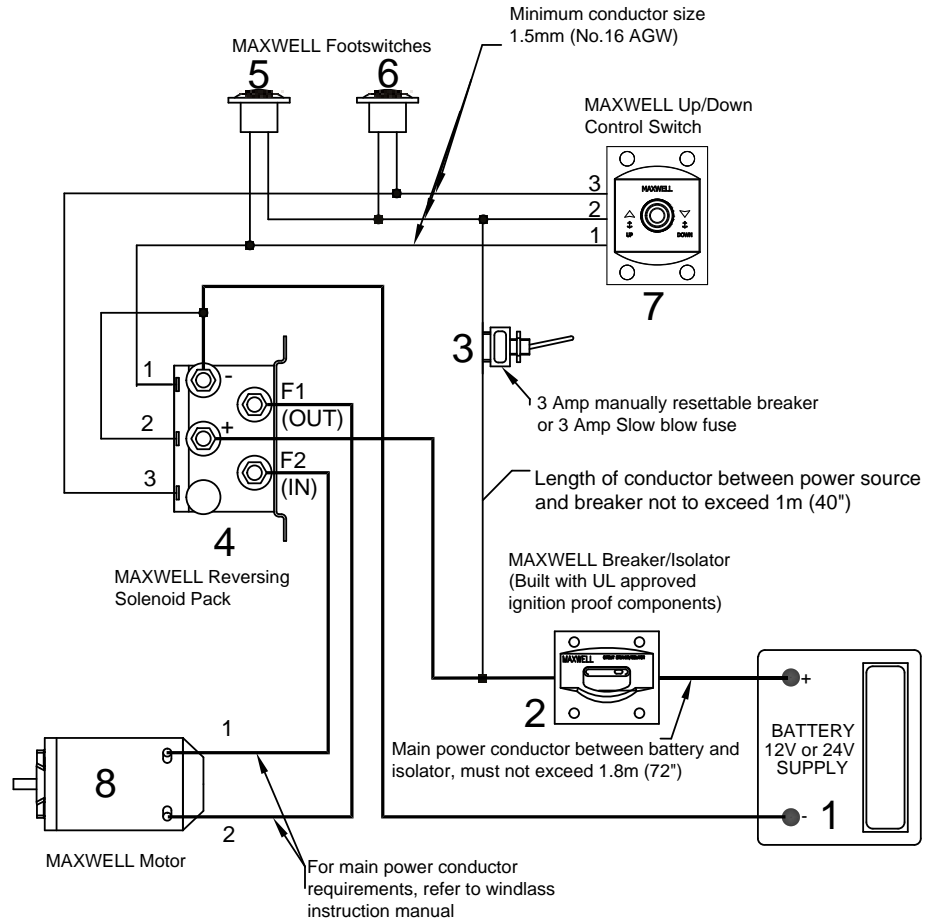 Minimum conductor size
1.5mm (No.16 AGW)
MAXWELL Footswitches
5
6
MAXWELL Up/Down
Control Switch
3
2
1
MAXWELL
UP
DOWN
7
3
3 Amp manually resettable breaker
or 3 Amp Slow blow fuse
1
2
3
-
+
F1
(OUT)
F2
(IN)
4
MAXWELL Reversing
Solenoid Pack
Length of conductor between power source
and breaker not to exceed 1m (40")
MAXWELL Breaker/Isolator
(Built with UL approved
ignition proof components)
MAXWELL
2
Main power conductor between battery and
isolator, must not exceed 1.8m (72")
+
BATTERY
12V or 24V
SUPPLY
-
1
1
8
2
MAXWELL Motor
For main power conductor
requirements, refer to windlass
instruction manual